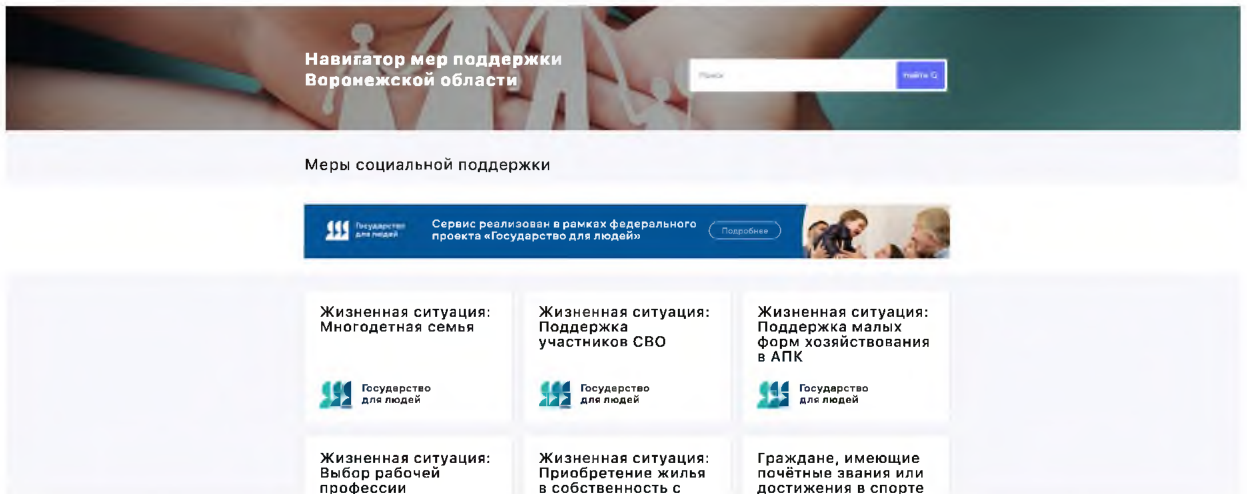 Навигатор мер поддержки
Воронежской области
Поиск
Найти
Меры социальной поддержки
Государство
для людей
Сервис реализован в рамках федерального
проекта «Государство для людей»
Подробнее
Жизненная ситуация:
Многодетная семья
Государство
для людей
Жизненная ситуация:
Поддержка
участников СВО
Государство
для людей
Жизненная ситуация:
Поддержка малых
форм хозяйствования
в АПК
Государство
для людей
Жизненная ситуация:
Выбор рабочей
профессии
Жизненная ситуация:
Приобретение жилья
в собственность с
Граждане, имеющие
почётные звания или
достижения в спорте